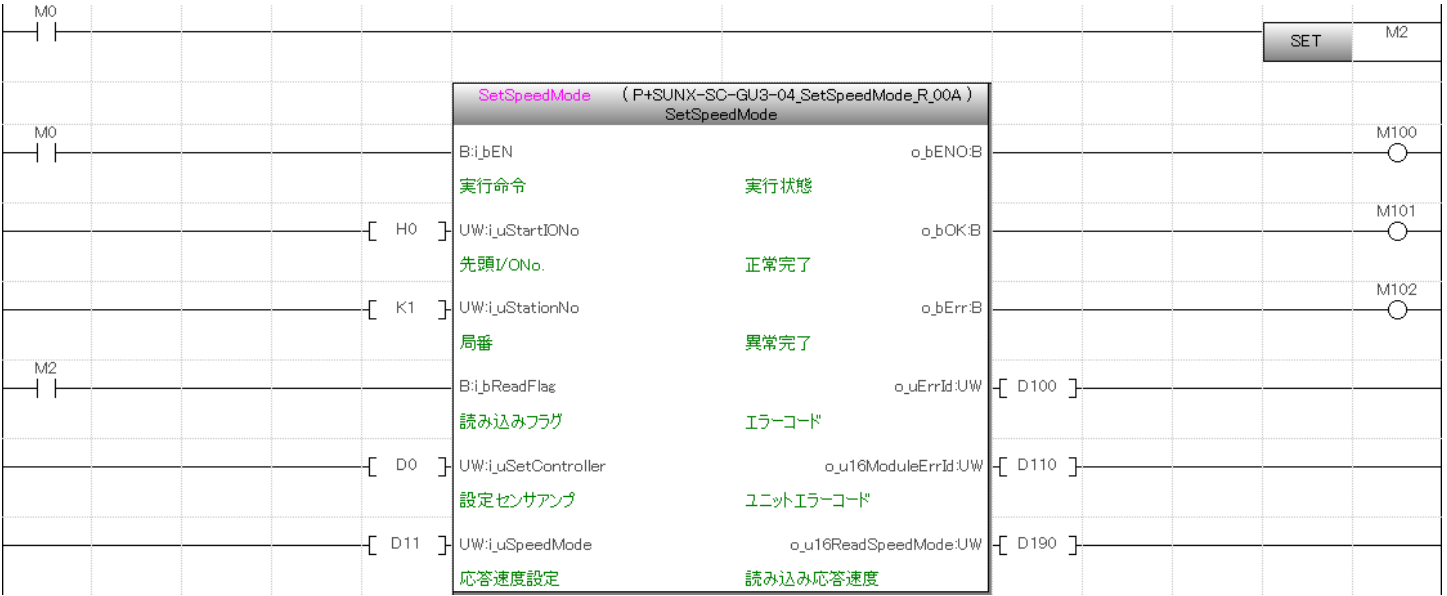 M0
SET M2
SetSpeedMode (P+SUNX-SC-GU3-04_SetSpeedMode_R_00A)
SetSpeedMode
M0 M100
B:i_bEN o_bENO:B
実行命令 実行状態
M101
H0 UW:i_uStartIONo o_bOK:B
先頭I/ONo. 正常完了
M102
K1 UW:i_uStationNo o_bErr:B
局番 異常完了
M2
B:i_bReadFlag o_uErrId:UW D100
読み込みフラグ エラーコード
D0 UW:i_uSetController o_u16ModuleErrId:UW D110
設定センサアンプ ユニットエラーコード
D11 UW:i_uSpeedMode o_u16ReadSpeedMode:UW D190
応答速度設定 読み込み応答速度